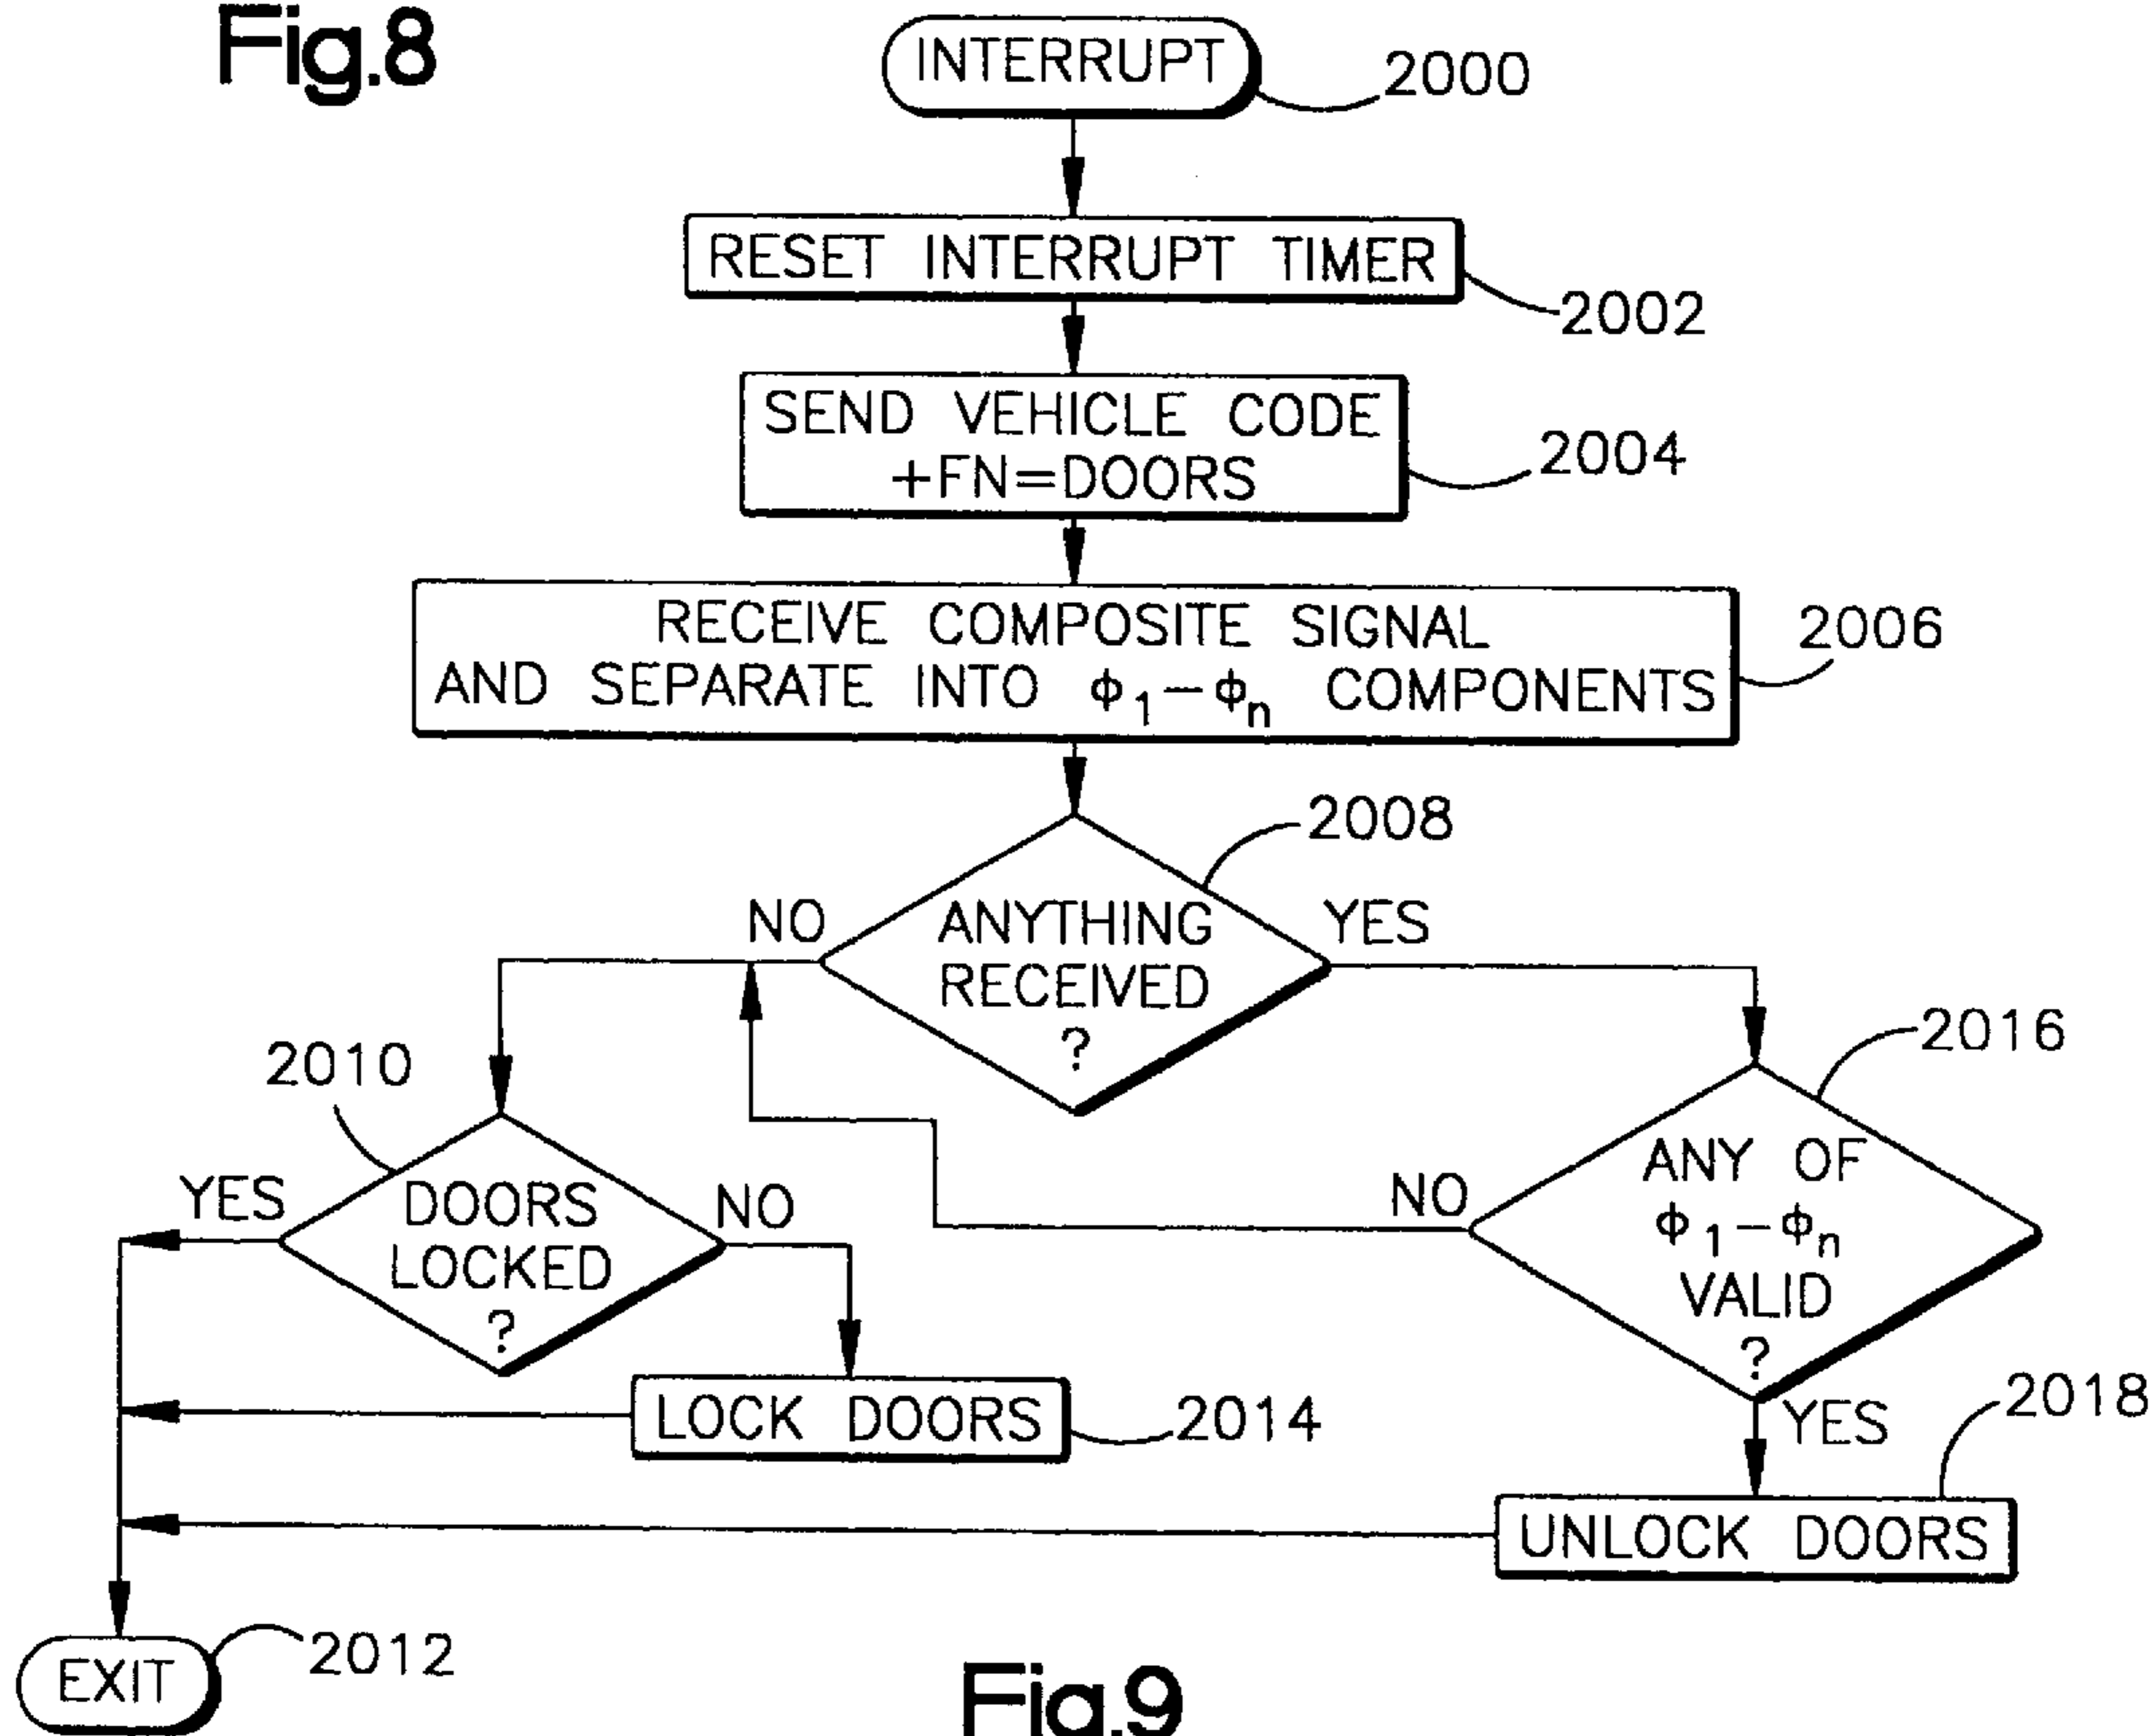 Fig.8
INTERRUPT
2000
RESET INTERRUPT TIMER
2002
SEND VEHICLE CODE
+FN=DOORS
2004
RECEIVE COMPOSITE SIGNAL
AND SEPARATE INTO ϕ1−ϕn COMPONENTS
2006
2008
NO
ANYTHING
RECEIVED
?
YES
2010
YES
DOORS
LOCKED
?
NO
2016
NO
ANY OF
ϕ1−ϕn
VALID
?
YES
LOCK DOORS
2014
2018
UNLOCK DOORS
EXIT
2012
Fig.9